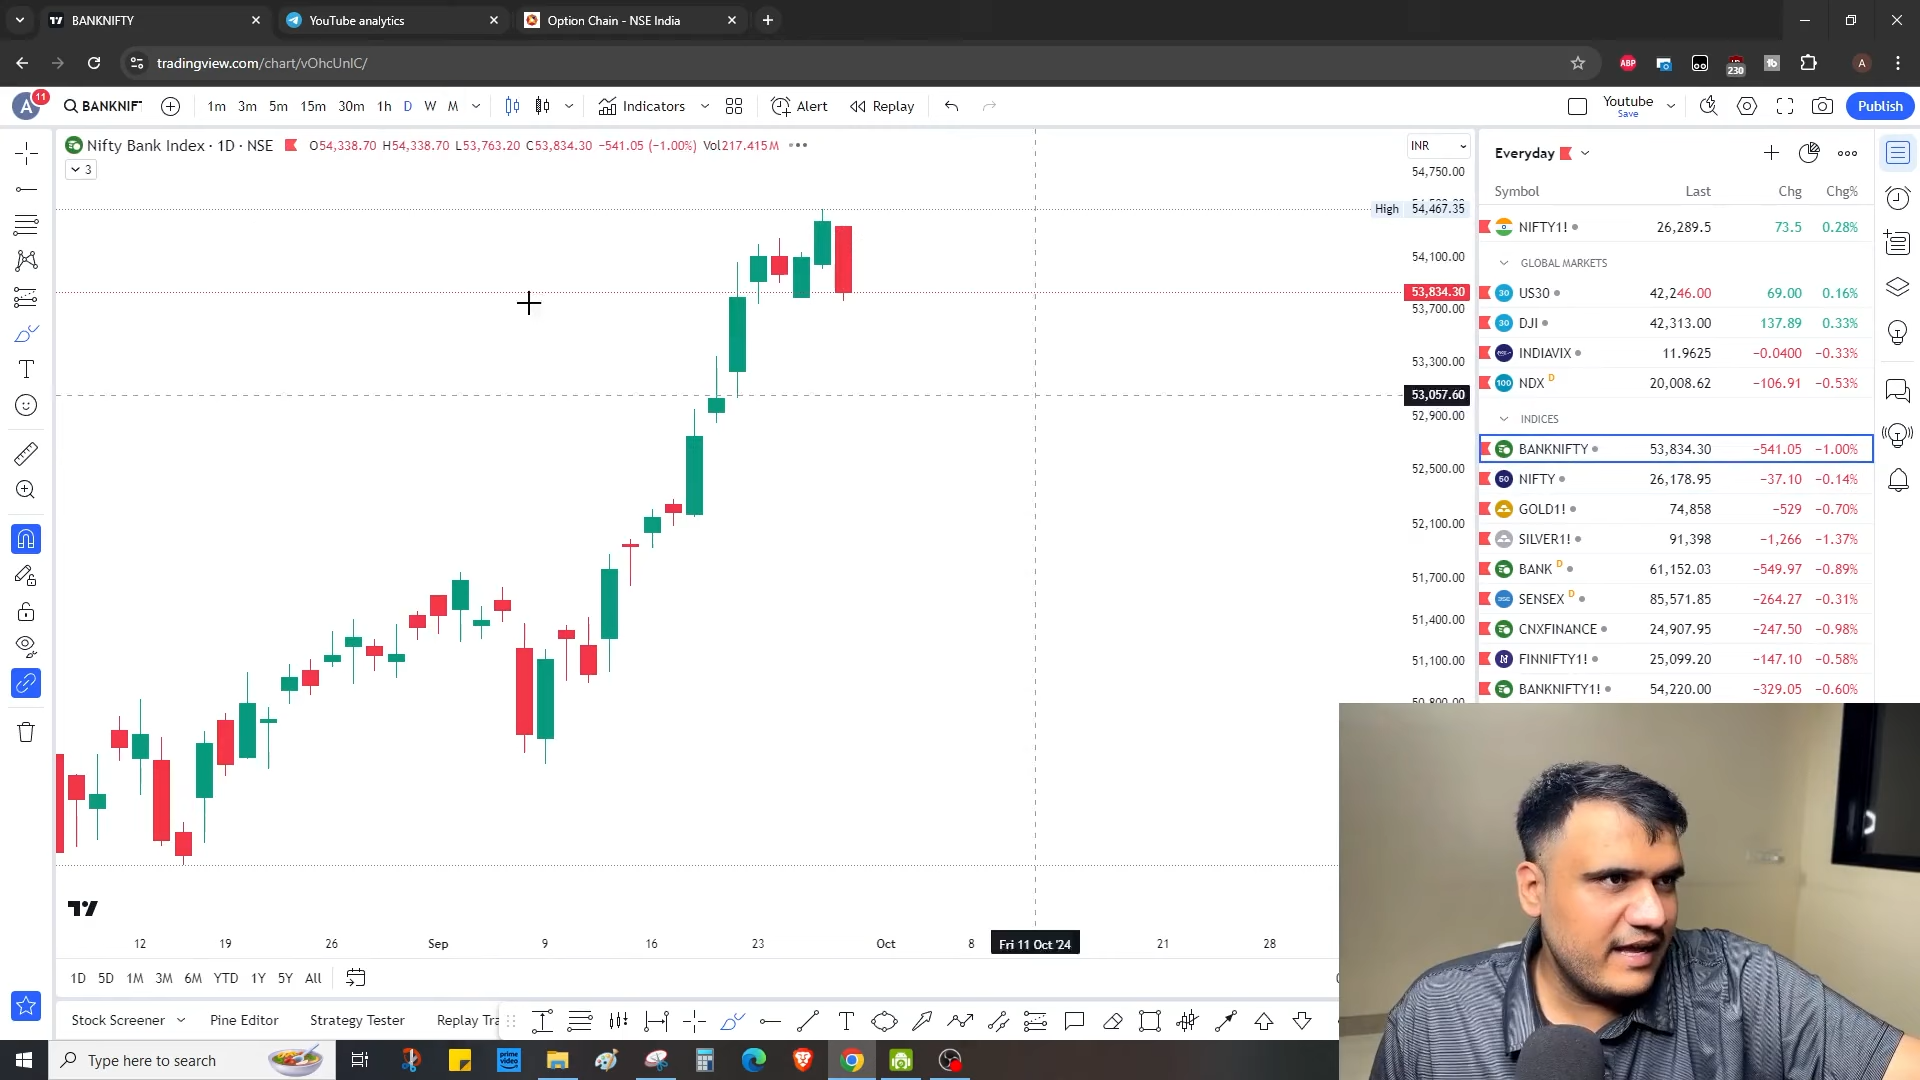 BANKNIFTY
YouTube analytics
Option Chain - NSE India
tradingview.com/chart/vOhcUnIC/
ABP
230
A
A 11
BANKNIF
1m 3m 5m 15m 30m 1h D W M
Indicators
Alert
Replay
Youtube
Save
Publish
Nifty Bank Index · 1D · NSE O54,338.70 H54,338.70 L53,763.20 C53,834.30 −541.05 (−1.00%) Vol217.415M
3
INR
54,750.00
High 54,467.35
54,100.00
53,834.30
53,700.00
53,300.00
53,057.60
52,900.00
52,500.00
52,100.00
51,700.00
51,400.00
51,100.00
12 19 26 Sep 9 16 23 Oct 8 Fri 11 Oct '24 21 28
1D 5D 1M 3M 6M YTD 1Y 5Y All
Stock Screener Pine Editor Strategy Tester Replay Tra
Everyday
Symbol Last Chg Chg%
NIFTY1! 26,289.5 73.5 0.28%
GLOBAL MARKETS
US30 42,246.00 69.00 0.16%
DJI 42,313.00 137.89 0.33%
INDIAVIX 11.9625 −0.0400 −0.33%
NDX D 20,008.62 −106.91 −0.53%
INDICES
BANKNIFTY 53,834.30 −541.05 −1.00%
NIFTY 26,178.95 −37.10 −0.14%
GOLD1! 74,858 −529 −0.70%
SILVER1! 91,398 −1,266 −1.37%
BANK D 61,152.03 −549.97 −0.89%
SENSEX D 85,571.85 −264.27 −0.31%
CNXFINANCE 24,907.95 −247.50 −0.98%
FINNIFTY1! 25,099.20 −147.10 −0.58%
BANKNIFTY1! 54,220.00 −329.05 −0.60%
Type here to search
prime video